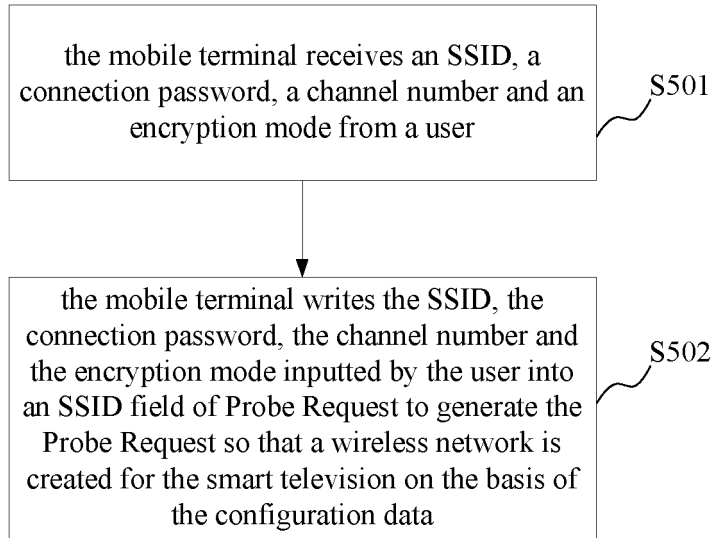 the mobile terminal receives an SSID, a
connection password, a channel number and an
encryption mode from a user
S501
the mobile terminal writes the SSID, the
connection password, the channel number and
the encryption mode inputted by the user into
an SSID field of Probe Request to generate the
Probe Request so that a wireless network is
created for the smart television on the basis of
the configuration data
S502